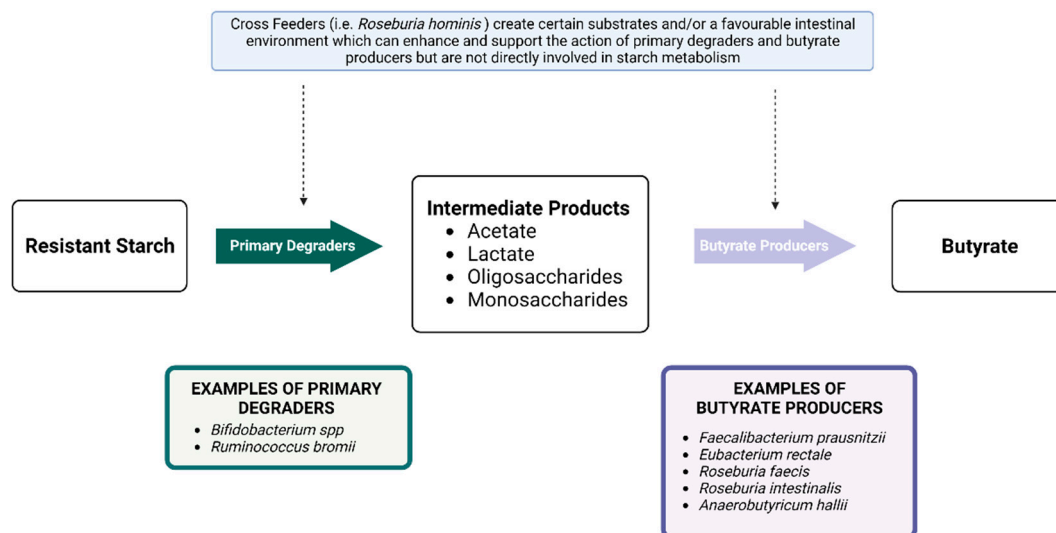 Cross Feeders (i.e. Roseburia hominis ) create certain substrates and/or a favourable intestinal
environment which can enhance and support the action of primary degraders and butyrate
producers but are not directly involved in starch metabolism
Resistant Starch
Primary Degraders
Intermediate Products
• Acetate
• Lactate
• Oligosaccharides
• Monosaccharides
Butyrate Producers
Butyrate
EXAMPLES OF PRIMARY
DEGRADERS
• Bifidobacterium spp
• Ruminococcus bromii
EXAMPLES OF
BUTYRATE PRODUCERS
• Faecalibacterium prausnitzii
• Eubacterium rectale
• Roseburia faecis
• Roseburia intestinalis
• Anaerobutyricum hallii